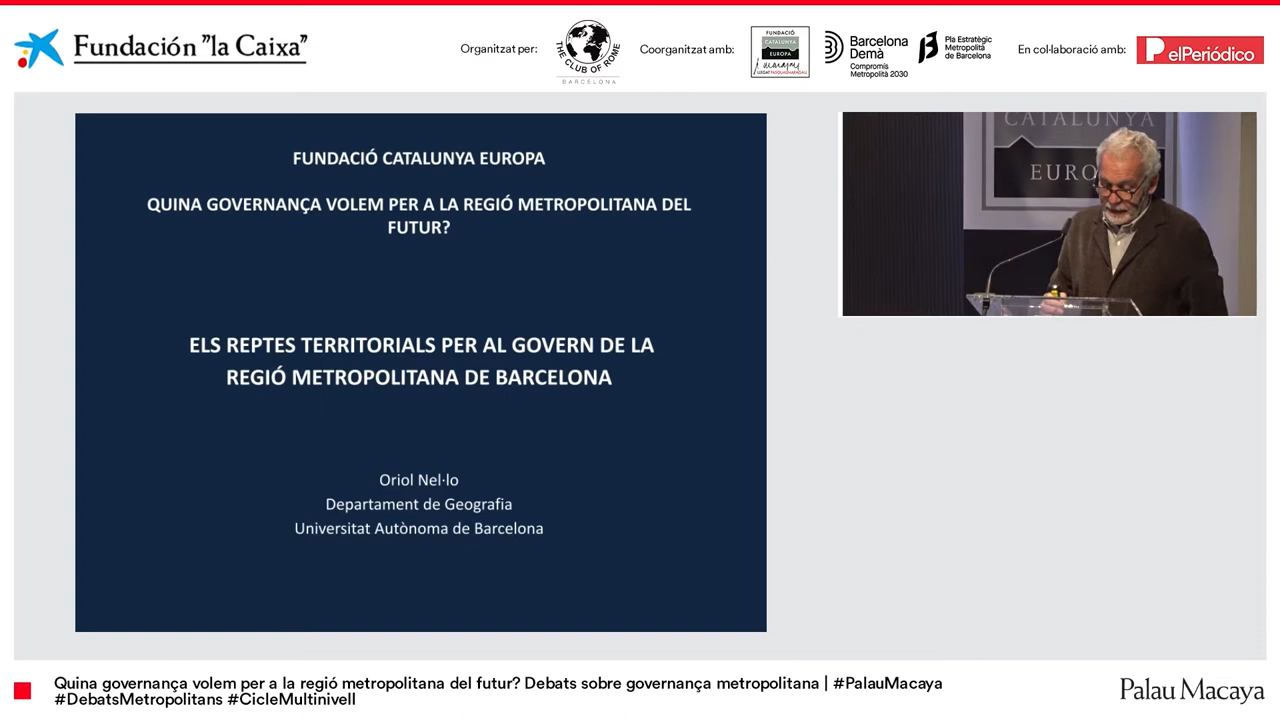 Fundación "la Caixa"
Organitzat per:
THE CLUB OF ROME
BARCELONA
Coorganitzat amb:
FUNDACIÓ
CATALUNYA
EUROPA
LLEGAT PASQUAL MARAGALL
Barcelona
Demà
Compromís
Metropolità 2030
Pla Estratègic
Metropolità
de Barcelona
En col·laboració amb:
elPeriódico
FUNDACIÓ CATALUNYA EUROPA
QUINA GOVERNANÇA VOLEM PER A LA REGIÓ METROPOLITANA DEL
FUTUR?
ELS REPTES TERRITORIALS PER AL GOVERN DE LA
REGIÓ METROPOLITANA DE BARCELONA
Oriol Nel·lo
Departament de Geografia
Universitat Autònoma de Barcelona
CATALUNYA
EURO
Quina governança volem per a la regió metropolitana del futur? Debats sobre governança metropolitana | #PalauMacaya
#DebatsMetropolitans #CicleMultinivell
Palau Macaya